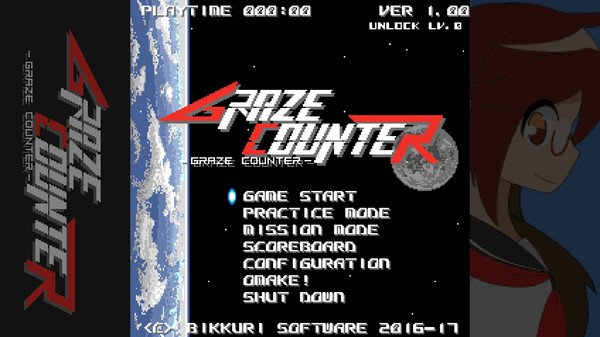 PLAYTIME 000:00
VER 1.00
UNLOCK LV.0
GRAZE
COUNTER
-GRAZE COUNTER-
GAME START
PRACTICE MODE
MISSION MODE
SCOREBOARD
CONFIGURATION
OMAKE!
SHUT DOWN
<C> BIKKURI SOFTWARE 2016-17
GRAZE
COUNTER
-GRAZE COUNTER-